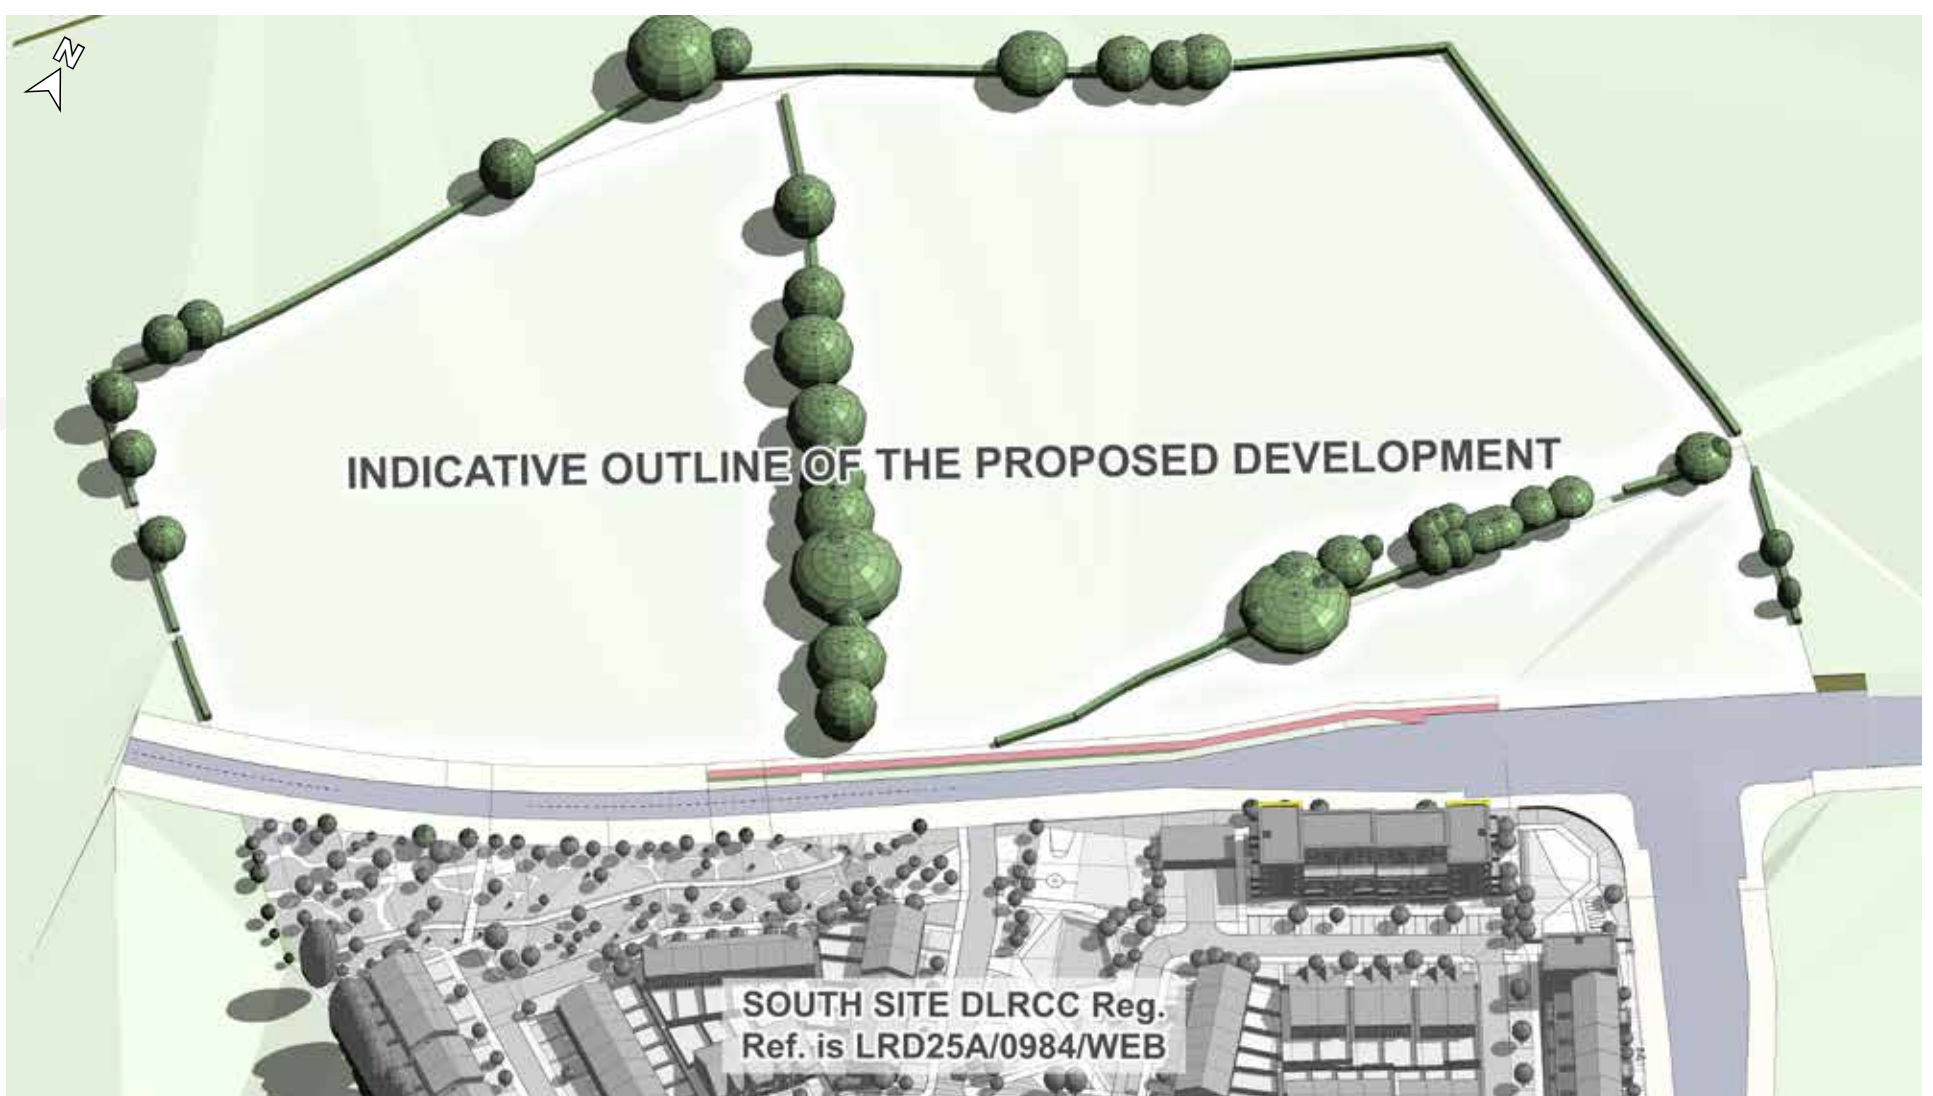 N
INDICATIVE OUTLINE OF THE PROPOSED DEVELOPMENT
SOUTH SITE DLRCC Reg.
Ref. is LRD25A/0984/WEB